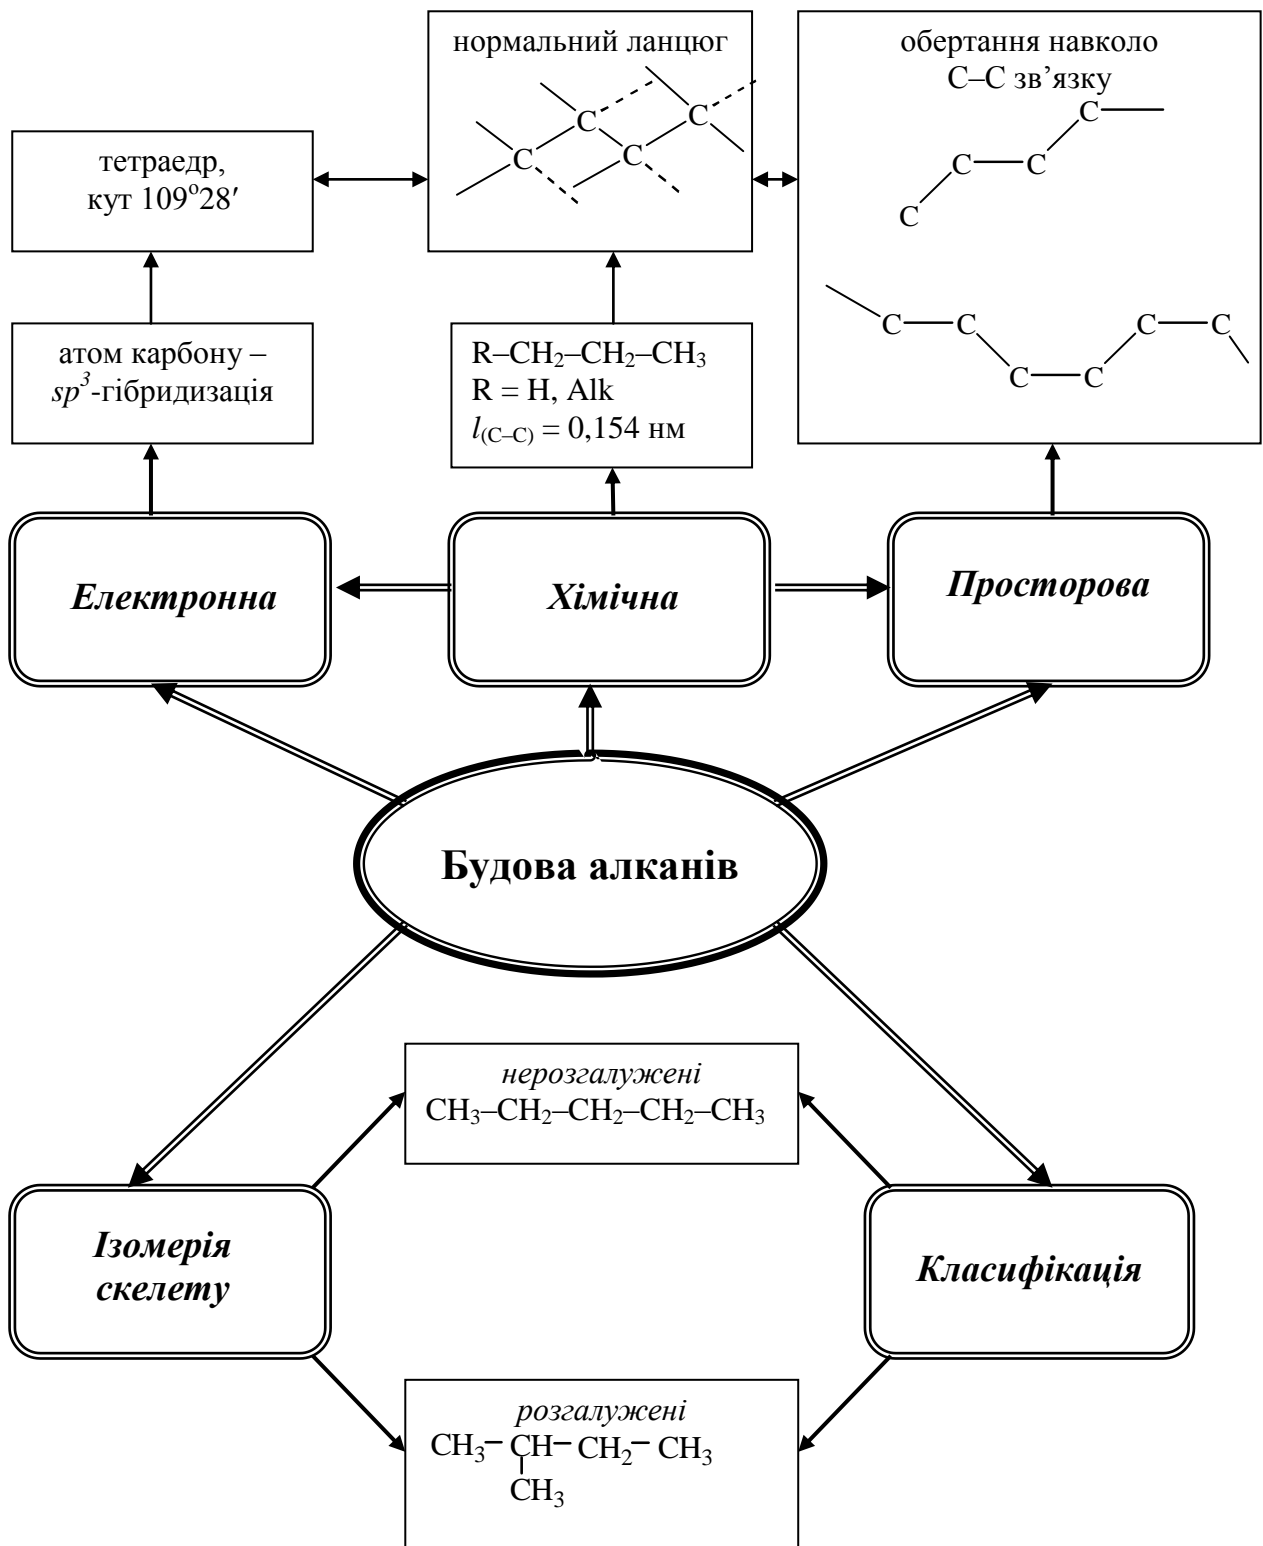 нормальний ланцюг
C
C
C
C
обертання навколо
С–С зв’язку
C
C
C
C
C
C
C
C
C
C
тетраедр,
кут 109°28′
атом карбону –
sp³-гібридизація
R–CH₂–CH₂–CH₃
R = H, Alk
l(C–C) = 0,154 нм
Електронна
Хімічна
Просторова
Будова алканів
нерозгалужені
CH₃–CH₂–CH₂–CH₂–CH₃
Ізомерія
скелету
Класифікація
розгалужені
CH₃–CH–CH₂–CH₃
CH₃